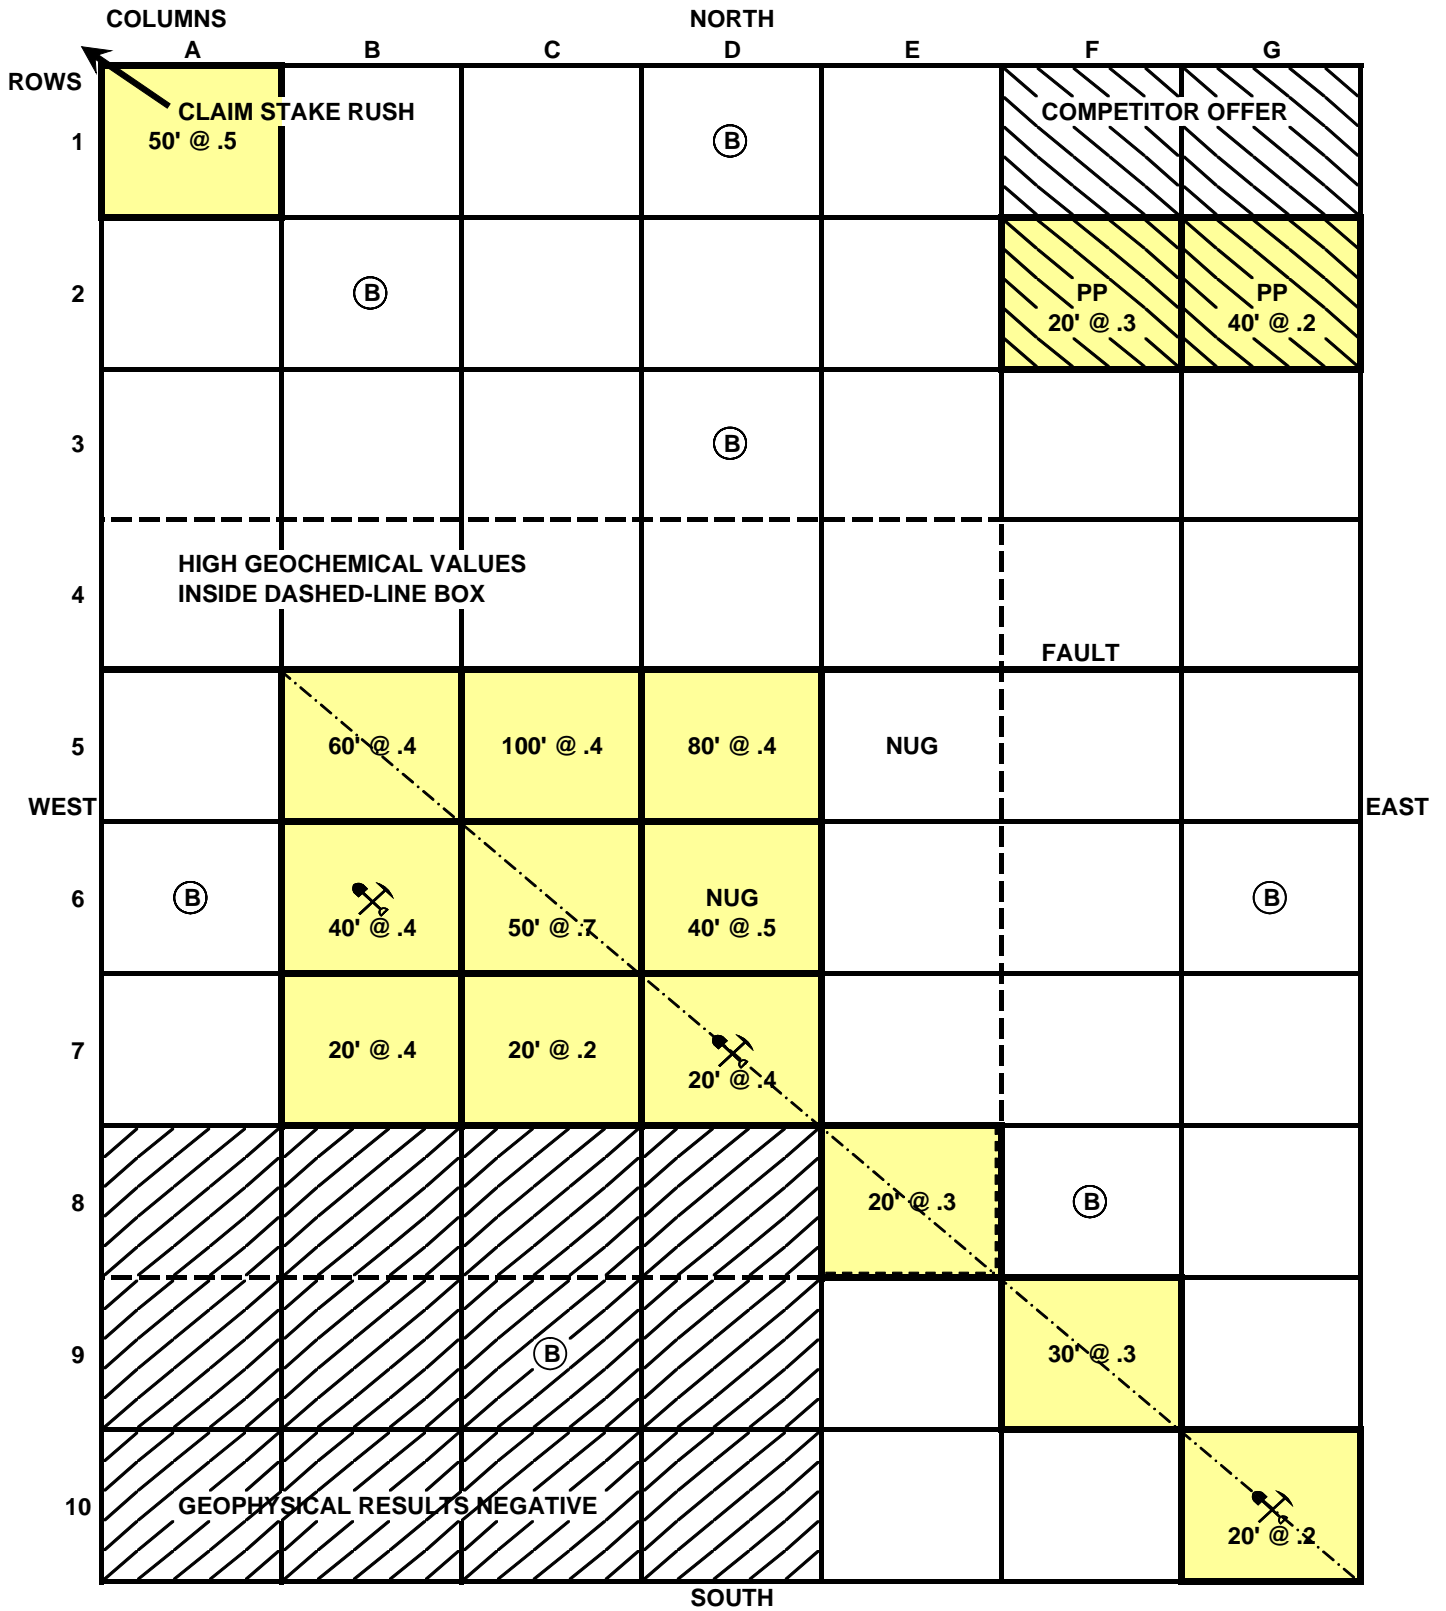 COLUMNS NORTH
A B C D E F G
ROWS
CLAIM STAKE RUSH COMPETITOR OFFER
1 50' @ .5 B
2 B PP PP
20' @ .3 40' @ .2
3 B
HIGH GEOCHEMICAL VALUES
4 INSIDE DASHED-LINE BOX
FAULT
5 60' @ .4 100' @ .4 80' @ .4 NUG
WEST EAST
6 B NUG B
40' @ .4 50' @ .7 40' @ .5
7 20' @ .4 20' @ .2
20' @ .4
8 20' @ .3 B
9 B 30' @ .3
10 GEOPHYSICAL RESULTS NEGATIVE
20' @ .2
SOUTH